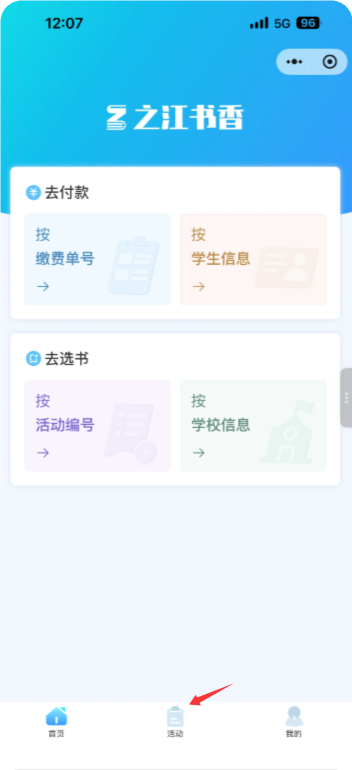 12:07
5G
96
之江书香
去付款
按
缴费单号
按
学生信息
去选书
按
活动编号
按
学校信息
首页
活动
我的